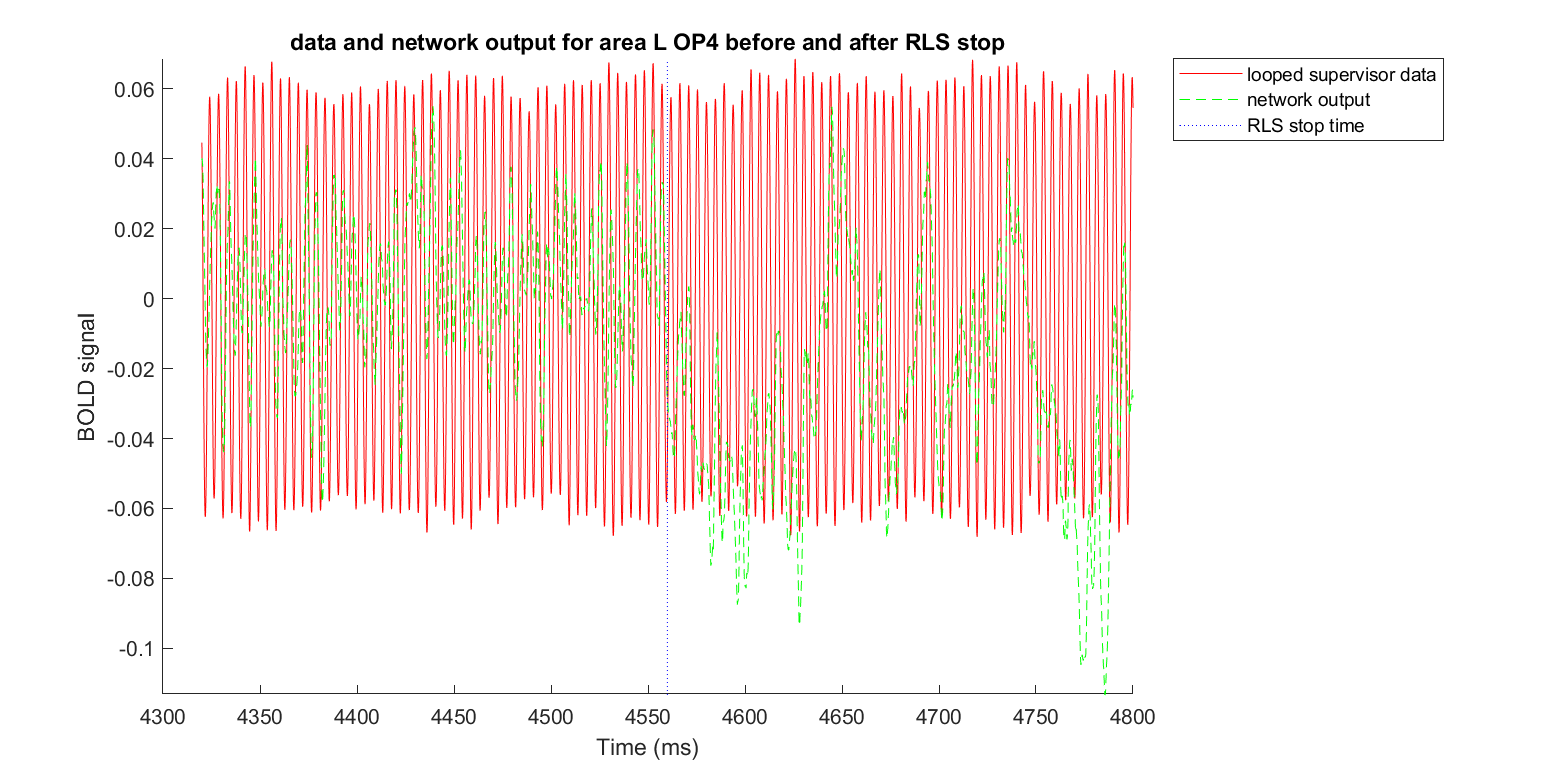 data and network output for area L OP4 before and after RLS stop
looped supervisor data
network output
RLS stop time
BOLD signal
0.06
0.04
0.02
0
-0.02
-0.04
-0.06
-0.08
-0.1
4300 4350 4400 4450 4500 4550 4600 4650 4700 4750 4800
Time (ms)